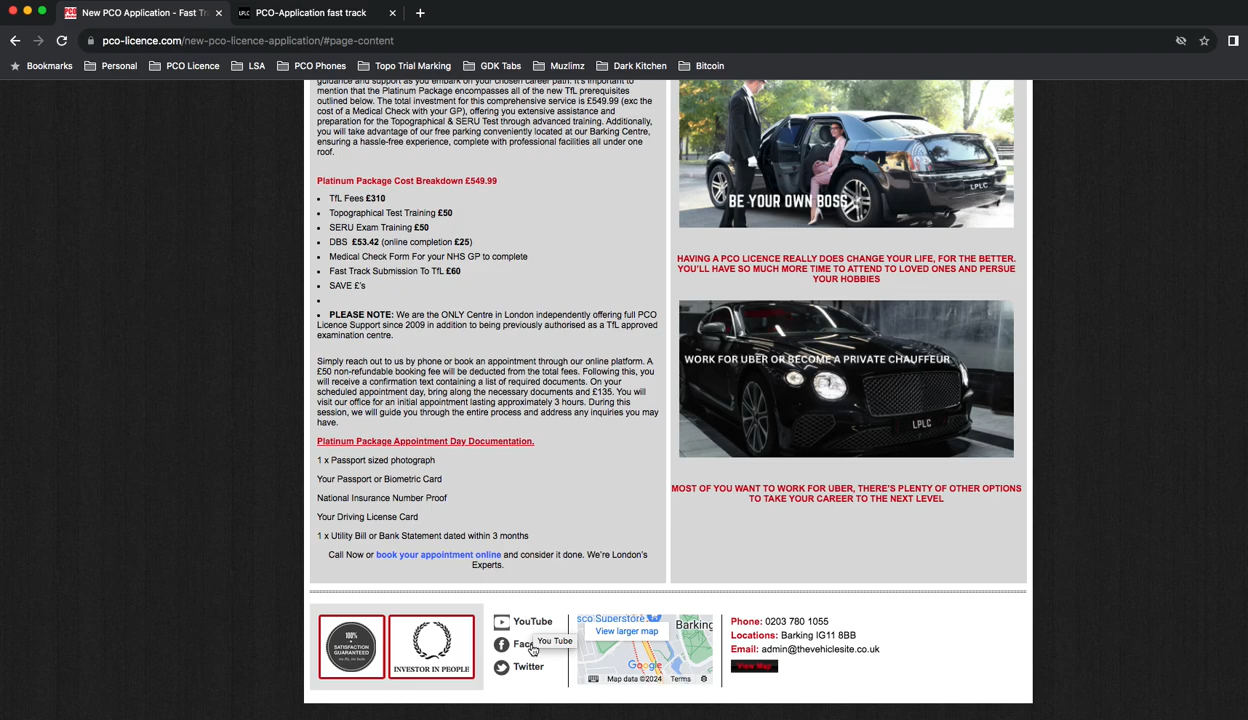 New PCO Application - Fast Tr
PCO-Application fast track
pco-licence.com/new-pco-licence-application/#page-content
Bookmarks Personal PCO Licence LSA PCO Phones Topo Trial Marking GDK Tabs Muzlimz Dark Kitchen Bitcoin
guidance and support as you embark on your chosen career path. It's important to
mention that the Platinum Package encompasses all of the new TfL prerequisites
outlined below. The total investment for this comprehensive service is £549.99 (exc the
cost of a Medical Check with your GP), offering you extensive assistance and
preparation for the Topographical & SERU Test through advanced training. Additionally,
you will take advantage of our free parking conveniently located at our Barking Centre,
ensuring a hassle-free experience, complete with professional facilities all under one
roof.
Platinum Package Cost Breakdown £549.99
• TfL Fees £310
• Topographical Test Training £50
• SERU Exam Training £50
• DBS £53.42 (online completion £25)
• Medical Check Form For your NHS GP to complete
• Fast Track Submission To TfL £60
• SAVE £'s
•
• PLEASE NOTE: We are the ONLY Centre in London independently offering full PCO
Licence Support since 2009 in addition to being previously authorised as a TfL approved
examination centre.
Simply reach out to us by phone or book an appointment through our online platform. A
£50 non-refundable booking fee will be deducted from the total fees. Following this, you
will receive a confirmation text containing a list of required documents. On your
scheduled appointment day, bring along the necessary documents and £135. You will
visit our office for an initial appointment lasting approximately 3 hours. During this
session, we will guide you through the entire process and address any inquiries you may
have.
Platinum Package Appointment Day Documentation.
1 x Passport sized photograph
Your Passport or Biometric Card
National Insurance Number Proof
Your Driving License Card
1 x Utility Bill or Bank Statement dated within 3 months
Call Now or book your appointment online and consider it done. We're London's
Experts.
LPLC
BE YOUR OWN BOSS
HAVING A PCO LICENCE REALLY DOES CHANGE YOUR LIFE, FOR THE BETTER.
YOU'LL HAVE SO MUCH MORE TIME TO ATTEND TO LOVED ONES AND PERSUE
YOUR HOBBIES
WORK FOR UBER OR BECOME A PRIVATE CHAUFFEUR
LPLC
MOST OF YOU WANT TO WORK FOR UBER, THERE'S PLENTY OF OTHER OPTIONS
TO TAKE YOUR CAREER TO THE NEXT LEVEL
100%
SATISFACTION
GUARANTEED
INVESTOR IN PEOPLE
YouTube
Face
You Tube
Twitter
sco Superstore
View larger map
Barking
Google
Map data ©2024 Terms
Phone: 0203 780 1055
Locations: Barking IG11 8BB
Email: admin@thevehiclesite.co.uk
View Map